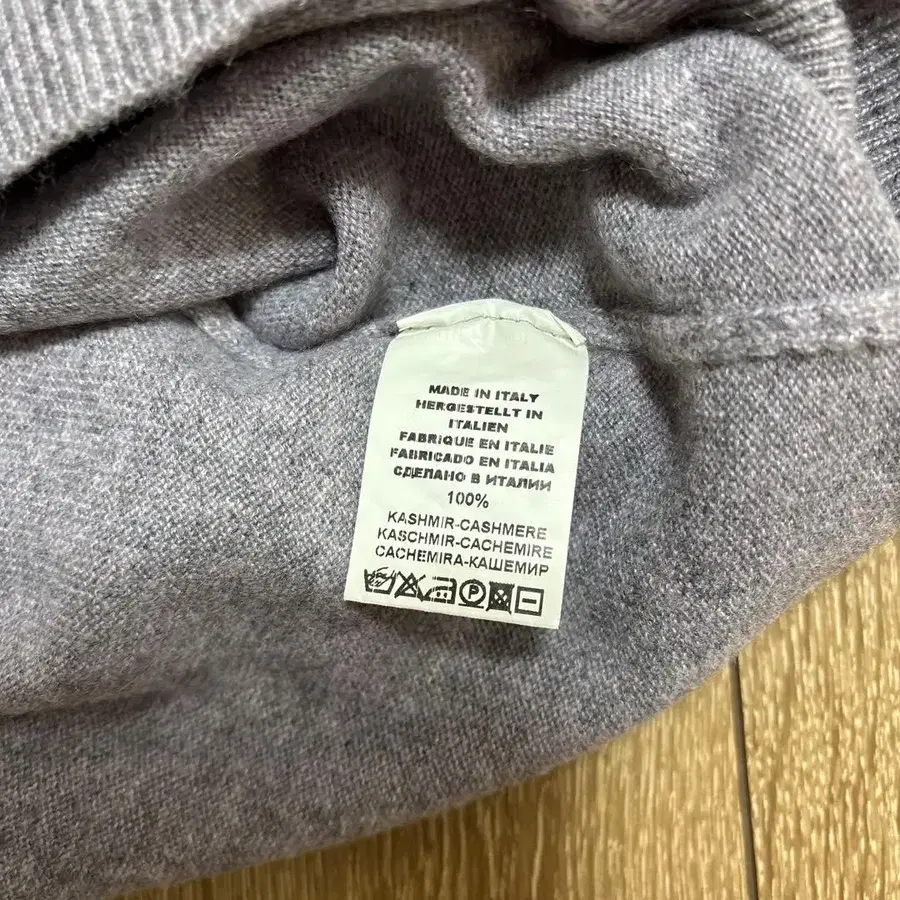 MADE IN ITALY
HERGESTELLT IN
ITALIEN
FABRIQUE EN ITALIE
FABRICADO EN ITALIA
СДЕЛАНО В ИТАЛИИ
100%
KASHMIR-CASHMERE
KASCHMIR-CACHEMIRE
CACHEMIRA-КАШЕМИР
P